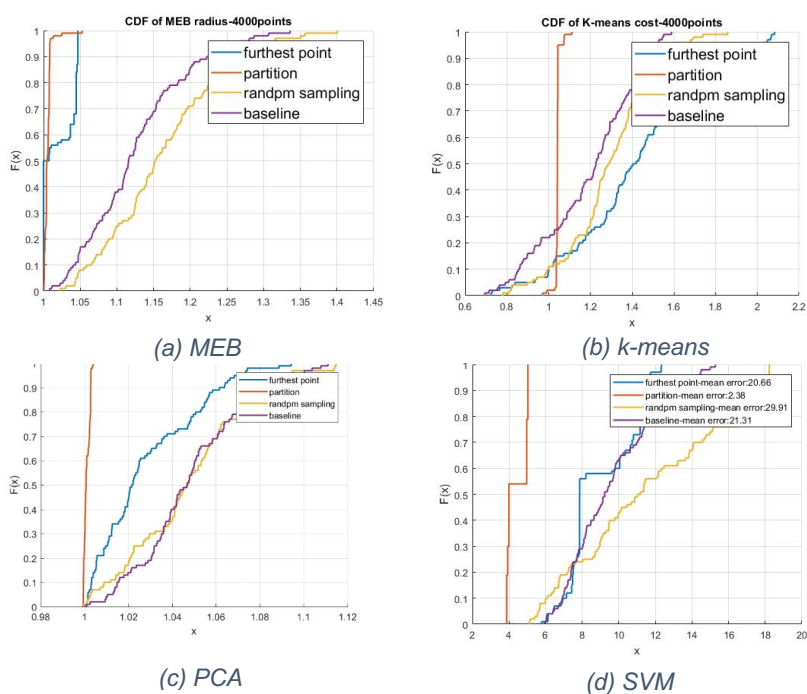 CDF of MEB radius-4000points
1
0.9
0.8
0.7
0.6
0.5
0.4
0.3
0.2
0.1
0
F(x)
furthest point
partition
randpm sampling
baseline
1 1.05 1.1 1.15 1.2 1.25 1.3 1.35 1.4 1.45
x
(a) MEB
CDF of K-means cost-4000points
1
0.9
0.8
0.7
0.6
0.5
0.4
0.3
0.2
0.1
0
F(x)
furthest point
partition
randpm sampling
baseline
0.6 0.8 1 1.2 1.4 1.6 1.8 2 2.2
x
(b) k-means
1
0.9
0.8
0.7
0.6
0.5
0.4
0.3
0.2
0.1
0
F(x)
furthest point
partition
randpm sampling
baseline
0.98 1 1.02 1.04 1.06 1.08 1.1 1.12
x
(c) PCA
1
0.9
0.8
0.7
0.6
0.5
0.4
0.3
0.2
0.1
0
F(x)
furthest point-mean error:20.66
partition-mean error:2.38
randpm sampling-mean error:29.91
baseline-mean error:21.31
2 4 6 8 10 12 14 16 18 20
x
(d) SVM